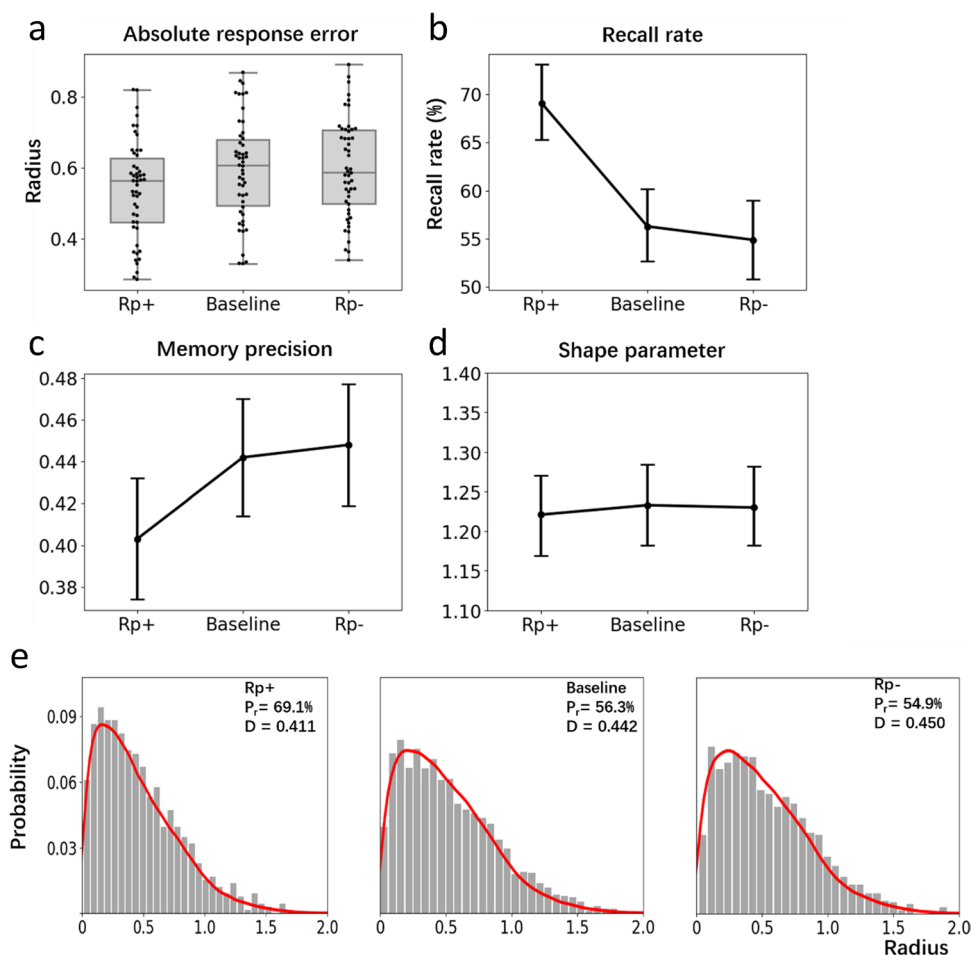 a
Absolute response error
Radius
0.8
0.6
0.4
Rp+ Baseline Rp-
b
Recall rate
Recall rate (%)
70
65
60
55
50
Rp+ Baseline Rp-
c
Memory precision
0.48
0.46
0.44
0.42
0.40
0.38
Rp+ Baseline Rp-
d
Shape parameter
1.40
1.35
1.30
1.25
1.20
1.15
1.10
Rp+ Baseline Rp-
e
Probability
0.09
0.06
0.03
Rp+
Pr= 69.1%
D = 0.411
0 0.5 1.0 1.5 2.0
Baseline
Pr= 56.3%
D = 0.442
0 0.5 1.0 1.5 2.0
Rp-
Pr= 54.9%
D = 0.450
0 0.5 1.0 1.5 2.0
Radius